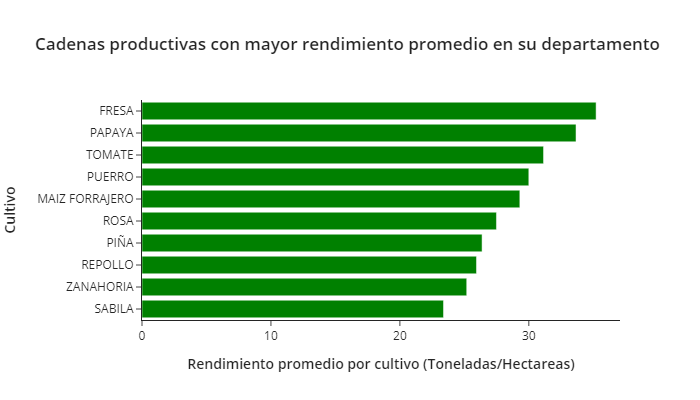 Cadenas productivas con mayor rendimiento promedio en su departamento
Cultivo
FRESA
PAPAYA
TOMATE
PUERRO
MAIZ FORRAJERO
ROSA
PIÑA
REPOLLO
ZANAHORIA
SABILA
0 10 20 30
Rendimiento promedio por cultivo (Toneladas/Hectareas)